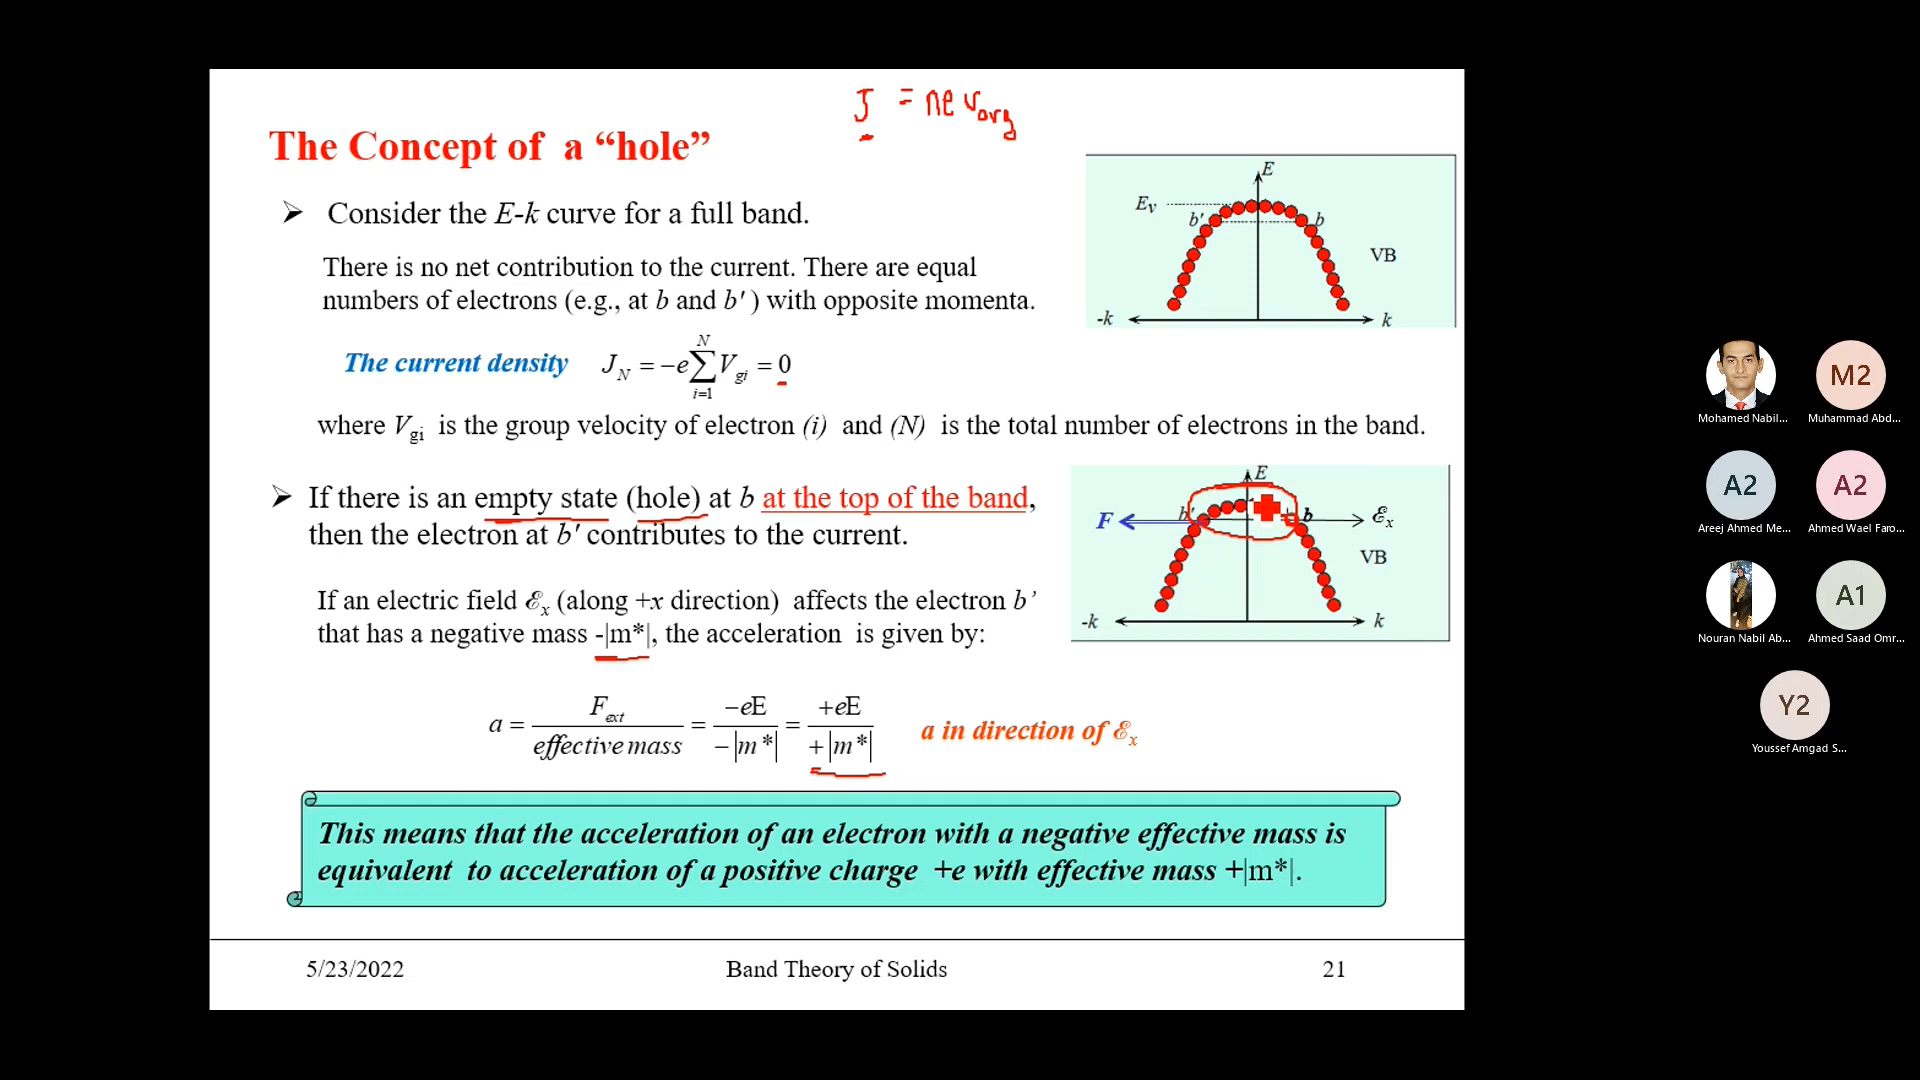 J = ne v
The Concept of a “hole”
➢ Consider the E-k curve for a full band.
There is no net contribution to the current. There are equal
numbers of electrons (e.g., at b and b′ ) with opposite momenta.
The current density J_N = −e∑_{i=1}^{N} V_{gi} = 0
where V_{gi} is the group velocity of electron (i) and (N) is the total number of electrons in the band.
➢ If there is an empty state (hole) at b at the top of the band,
then the electron at b′ contributes to the current.
If an electric field ℰ_x (along +x direction) affects the electron b’
that has a negative mass -|m*|, the acceleration is given by:
a = F_{ext} / effective mass = −eE / −|m*| = +eE / +|m*| a in direction of ℰ_x
This means that the acceleration of an electron with a negative effective mass is
equivalent to acceleration of a positive charge +e with effective mass +|m*|.
5/23/2022 Band Theory of Solids 21
E
E_v
b′ b
VB
-k k
E
F b′ b ℰ_x
VB
-k k
M2
Mohamed Nabil... Muhammad Abd...
A2 A2
Areej Ahmed Me... Ahmed Wael Faro...
A1
Nouran Nabil Ab... Ahmed Saad Omr...
Y2
Youssef Amgad S...